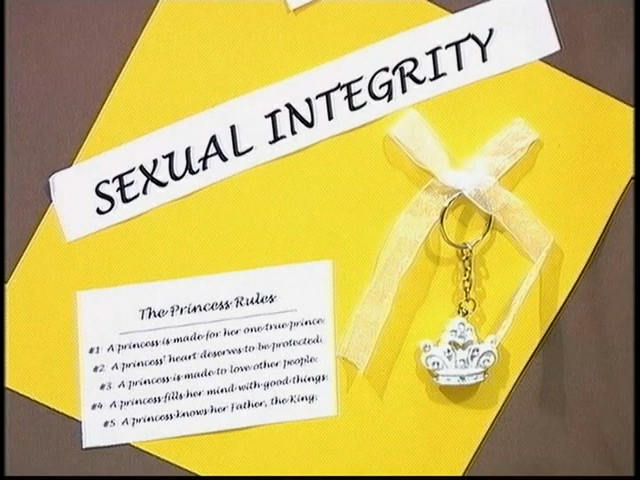 SEXUAL INTEGRITY
The Princess Rules
#1 A princess is made for her one true prince.
#2 A princess' heart deserves to be protected.
#3 A princess is made to love other people.
#4 A princess fills her mind with good things.
#5 A princess knows her Father, the King.